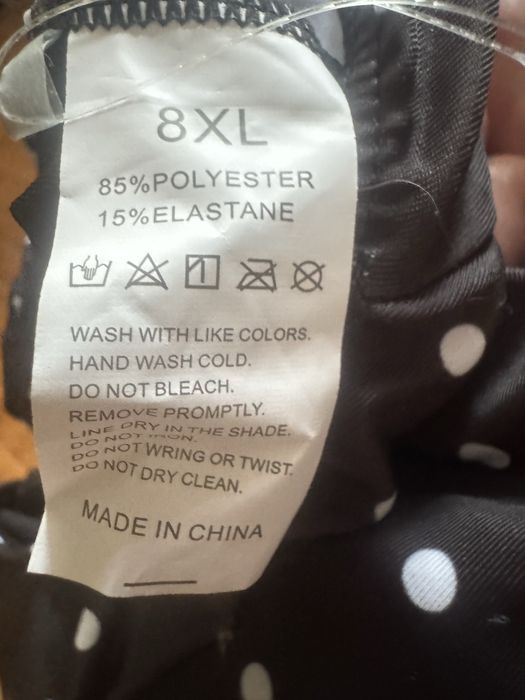 8XL
85%POLYESTER
15%ELASTANE
WASH WITH LIKE COLORS.
HAND WASH COLD.
DO NOT BLEACH.
REMOVE PROMPTLY.
LINE DRY IN THE SHADE.
DO NOT IRON.
DO NOT WRING OR TWIST.
DO NOT DRY CLEAN.
MADE IN CHINA